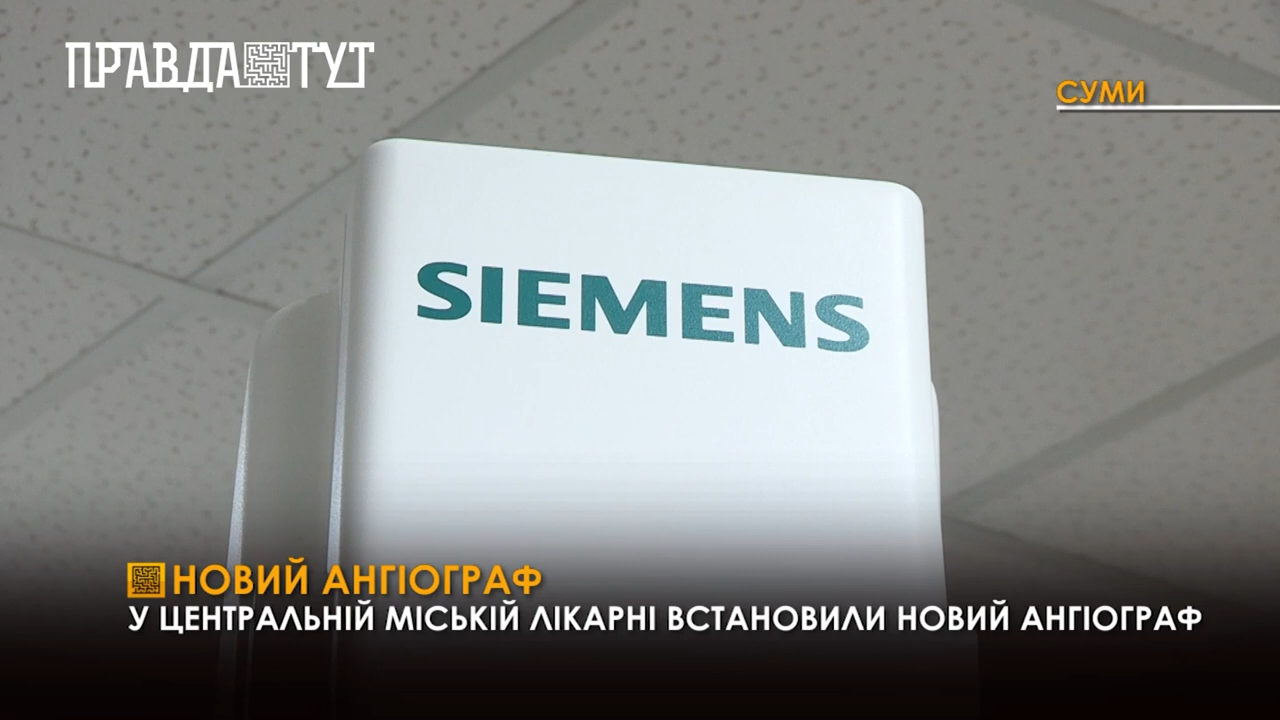 ПРАВДА ТУТ
СУМИ
SIEMENS
НОВИЙ АНГІОГРАФ
У ЦЕНТРАЛЬНІЙ МІСЬКІЙ ЛІКАРНІ ВСТАНОВИЛИ НОВИЙ АНГІОГРАФ